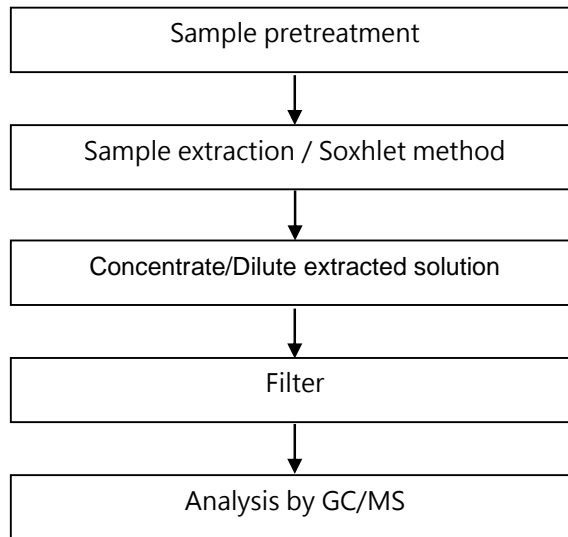 Sample pretreatment
Sample extraction / Soxhlet method
Concentrate/Dilute extracted solution
Filter
Analysis by GC/MS